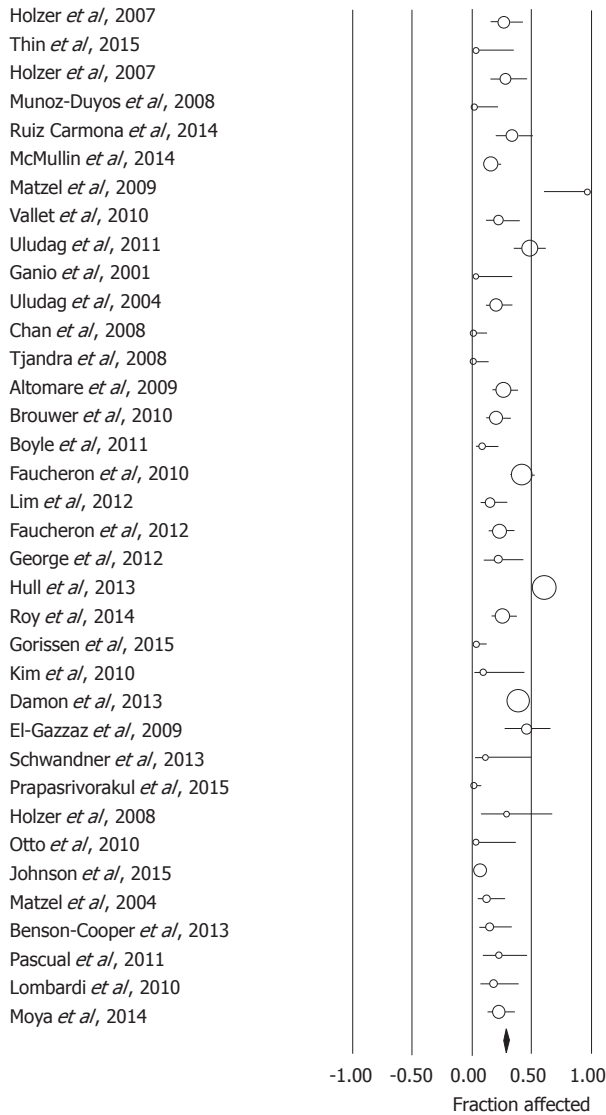 Holzer et al, 2007
Thin et al, 2015
Holzer et al, 2007
Munoz-Duyos et al, 2008
Ruiz Carmona et al, 2014
McMullin et al, 2014
Matzel et al, 2009
Vallet et al, 2010
Uludag et al, 2011
Ganio et al, 2001
Uludag et al, 2004
Chan et al, 2008
Tjandra et al, 2008
Altomare et al, 2009
Brouwer et al, 2010
Boyle et al, 2011
Faucheron et al, 2010
Lim et al, 2012
Faucheron et al, 2012
George et al, 2012
Hull et al, 2013
Roy et al, 2014
Gorissen et al, 2015
Kim et al, 2010
Damon et al, 2013
El-Gazzaz et al, 2009
Schwandner et al, 2013
Prapasrivorakul et al, 2015
Holzer et al, 2008
Otto et al, 2010
Johnson et al, 2015
Matzel et al, 2004
Benson-Cooper et al, 2013
Pascual et al, 2011
Lombardi et al, 2010
Moya et al, 2014
-1.00 -0.50 0.00 0.50 1.00
Fraction affected